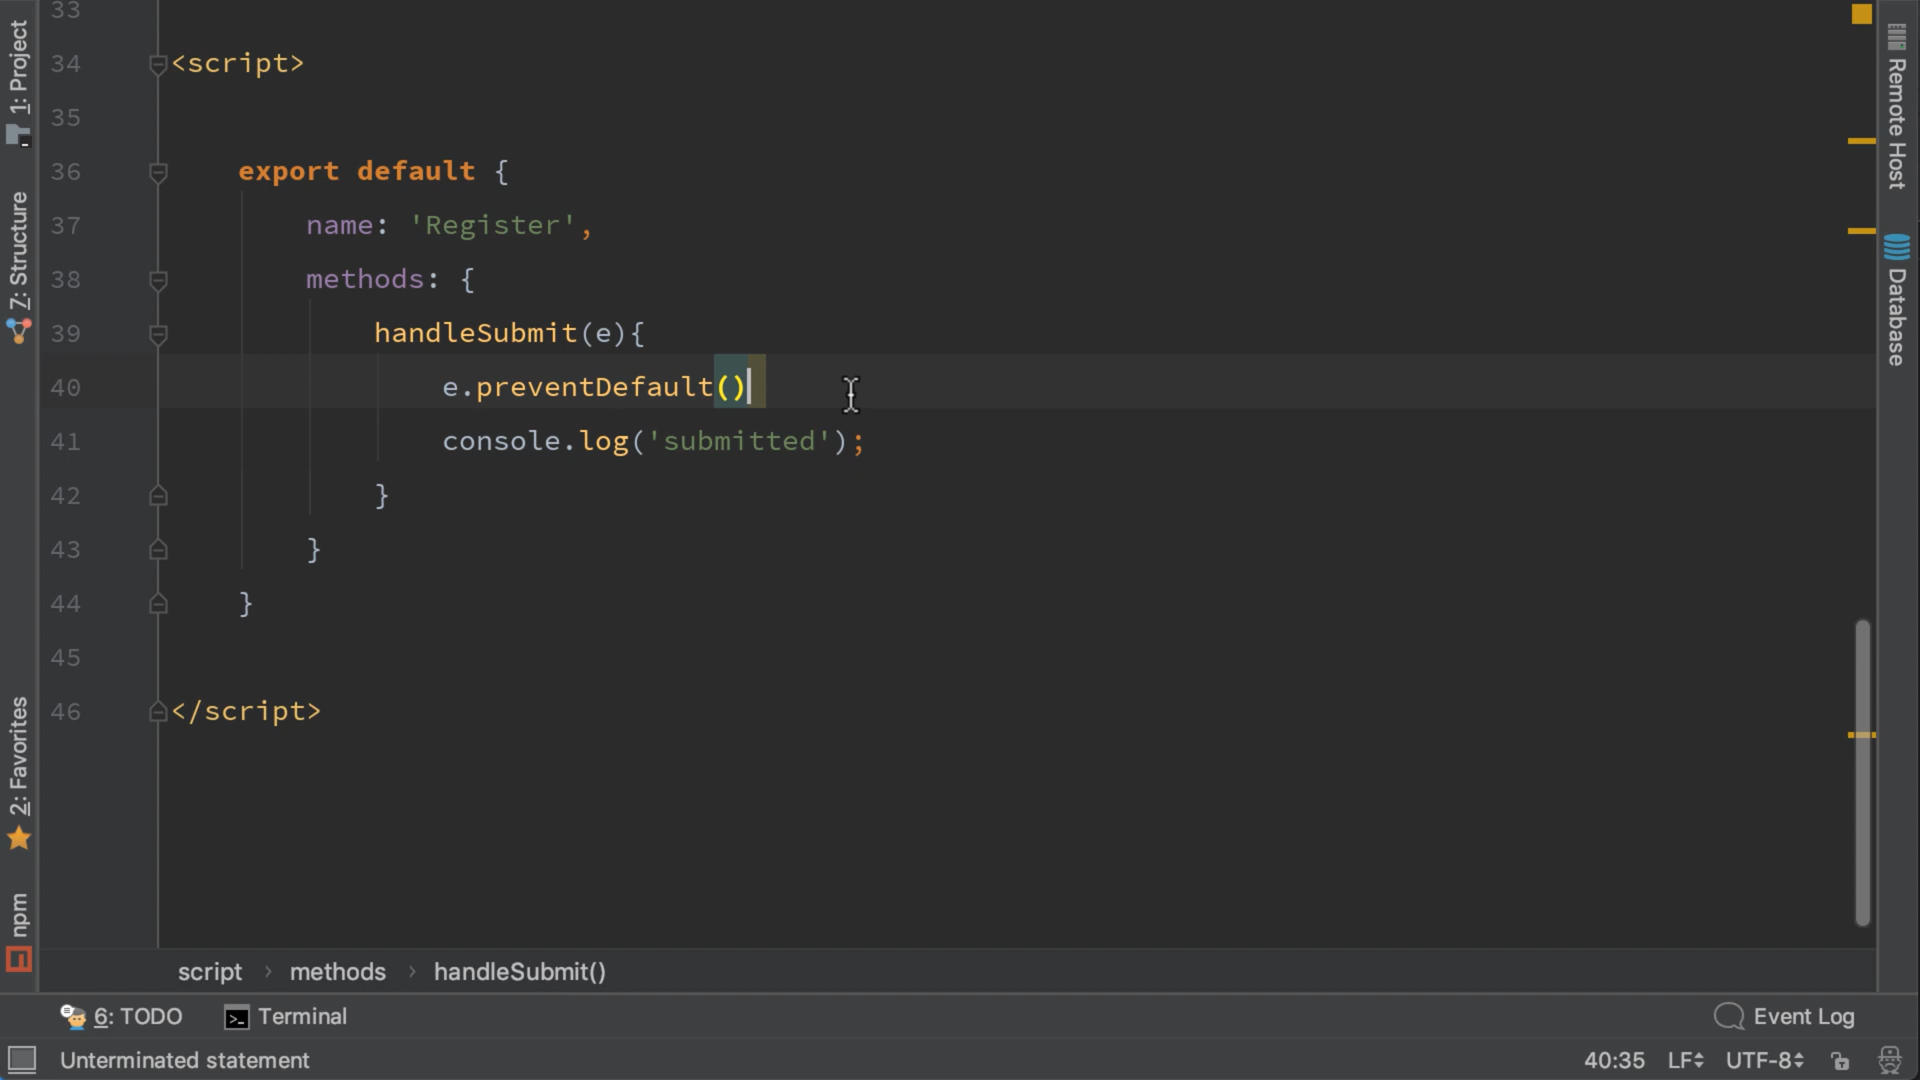 33
34 <script>
35
36 export default {
37 name: 'Register',
38 methods: {
39 handleSubmit(e){
40 e.preventDefault()
41 console.log('submitted');
42 }
43 }
44 }
45
46 </script>
1: Project
Z: Structure
2: Favorites
npm
Remote Host
Database
script › methods › handleSubmit()
6: TODO Terminal Event Log
Unterminated statement 40:35 LF UTF-8